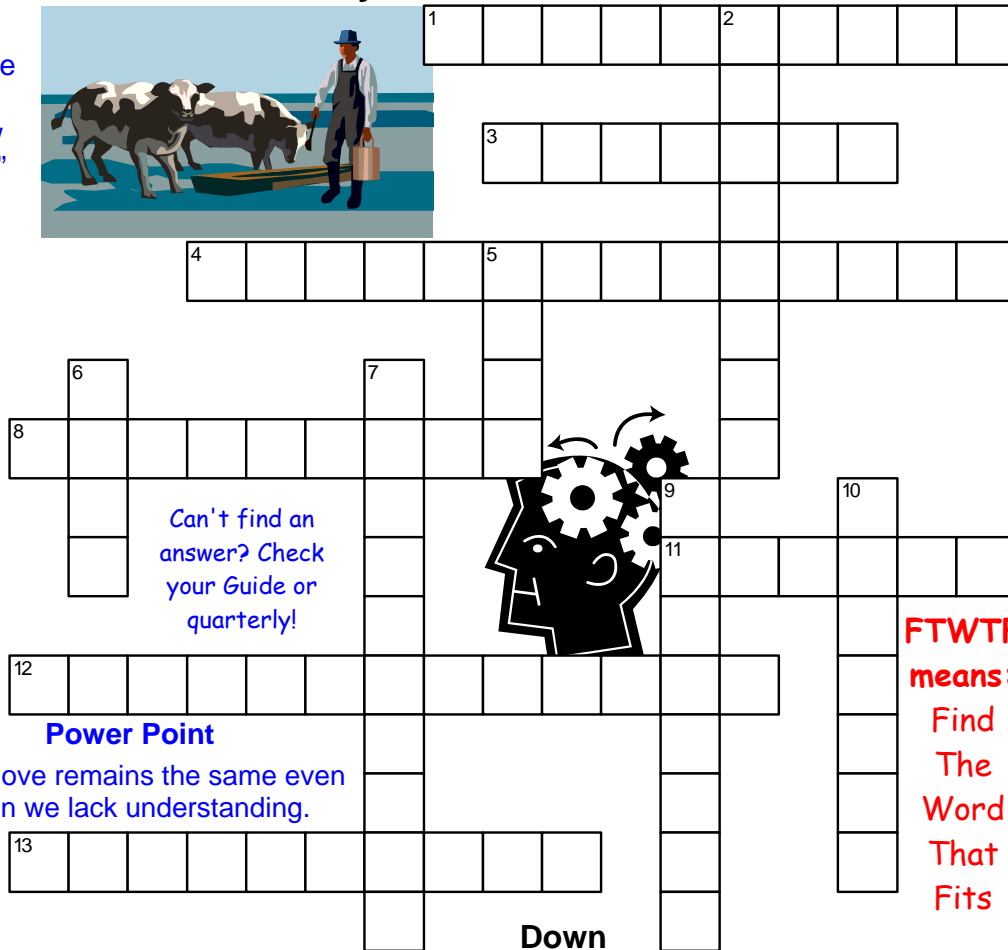 1
2
e
”
3
4
5
6
7
8
9
10
Can't find an
answer? Check
your Guide or
quarterly!
11
FTWTF
means:
Find
The
Word
That
Fits
12
Power Point
ove remains the same even
n we lack understanding.
13
Down